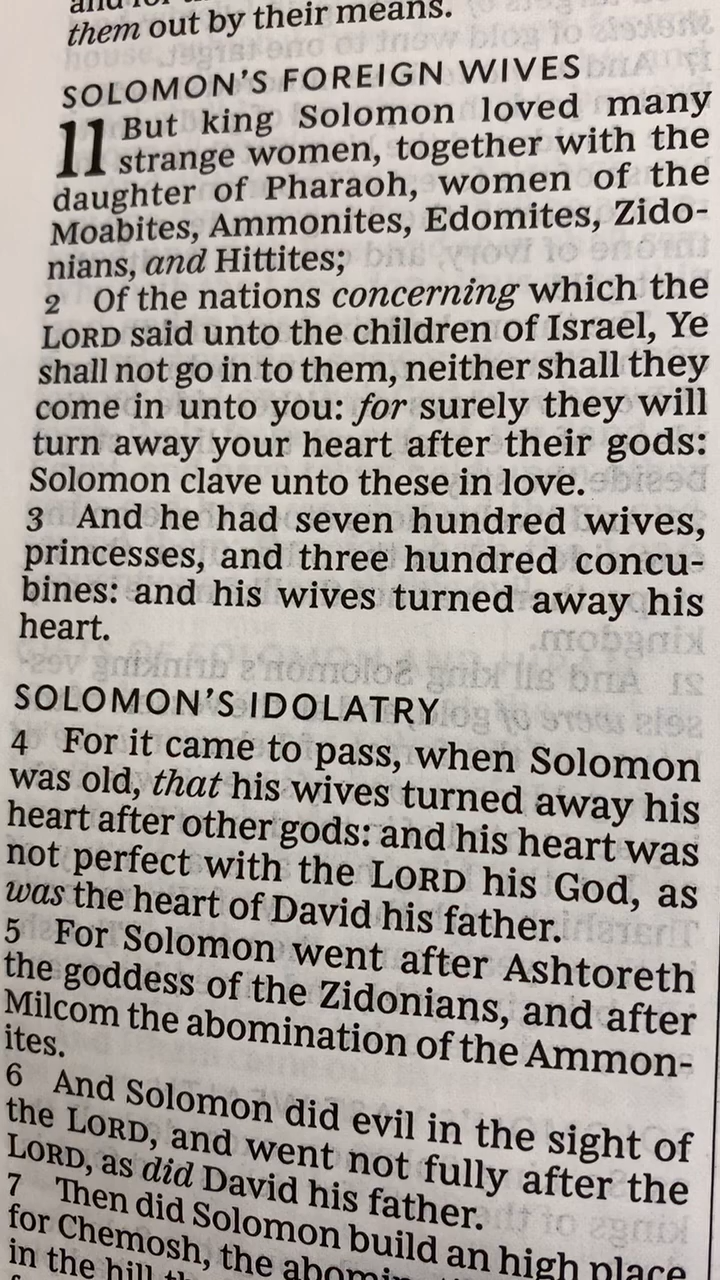 them out by their means.
SOLOMON'S FOREIGN WIVES
11 But king Solomon loved many
strange women, together with the
daughter of Pharaoh, women of the
Moabites, Ammonites, Edomites, Zido-
nians, and Hittites;
2 Of the nations concerning which the
LORD said unto the children of Israel, Ye
shall not go in to them, neither shall they
come in unto you: for surely they will
turn away your heart after their gods:
Solomon clave unto these in love.
3 And he had seven hundred wives,
princesses, and three hundred concu-
bines: and his wives turned away his
heart.
SOLOMON'S IDOLATRY
4 For it came to pass, when Solomon
was old, that his wives turned away his
heart after other gods: and his heart was
not perfect with the LORD his God, as
was the heart of David his father.
5 For Solomon went after Ashtoreth
the goddess of the Zidonians, and after
Milcom the abomination of the Ammon-
ites.
6 And Solomon did evil in the sight of
the LORD, and went not fully after the
LORD, as did David his father.
7 Then did Solomon build an high place
for Chemosh, the
in the hill